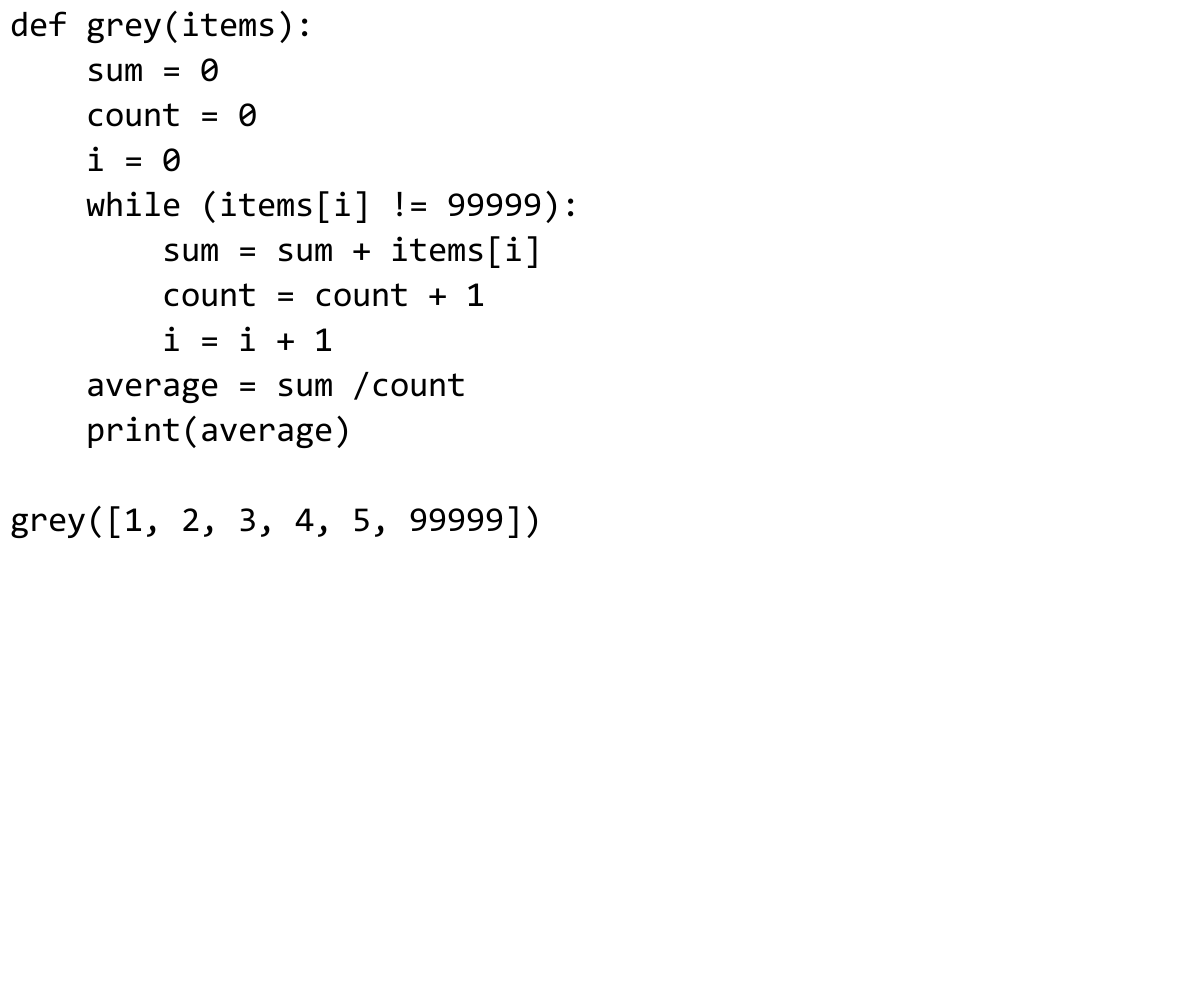 def grey(items):
    sum = 0
    count = 0
    i = 0
    while (items[i] != 99999):
        sum = sum + items[i]
        count = count + 1
        i = i + 1
    average = sum /count
    print(average)

grey([1, 2, 3, 4, 5, 99999])